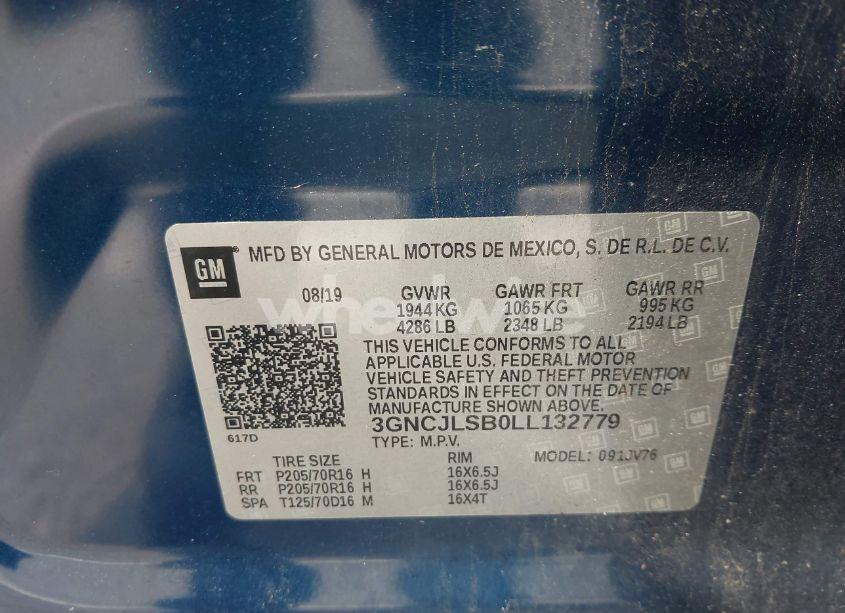 GM
GM® MFD BY GENERAL MOTORS DE MEXICO, S. DE R.L. DE C.V.
08/19 GVWR GAWR FRT GAWR RR
1944 KG 1065 KG 995 KG
4286 LB 2348 LB 2194 LB
THIS VEHICLE CONFORMS TO ALL
APPLICABLE U.S. FEDERAL MOTOR
VEHICLE SAFETY AND THEFT PREVENTION
STANDARDS IN EFFECT ON THE DATE OF
MANUFACTURE SHOWN ABOVE.
3GNCJLSB0LL132779
617D TYPE: M.P.V.
TIRE SIZE RIM MODEL: 091JV76
FRT P205/70R16 H 16X6.5J
RR P205/70R16 H 16X6.5J
SPA T125/70D16 M 16X4T